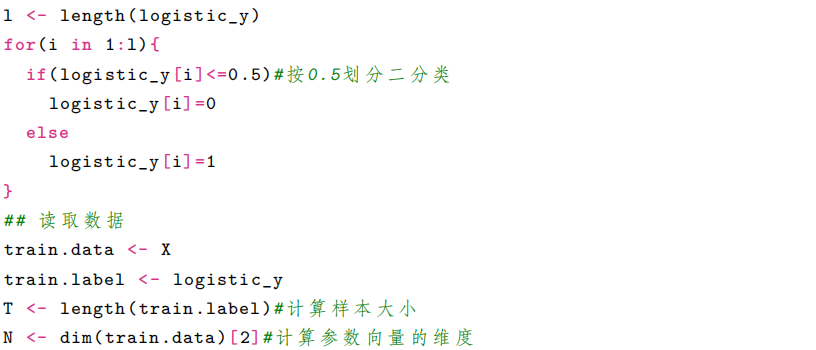 l <- length(logistic_y)
for(i in 1:l){
  if(logistic_y[i]<=0.5)#按0.5划分二分类
    logistic_y[i]=0
  else
    logistic_y[i]=1
}
## 读取数据
train.data <- X
train.label <- logistic_y
T <- length(train.label)#计算样本大小
N <- dim(train.data)[2]#计算参数向量的维度